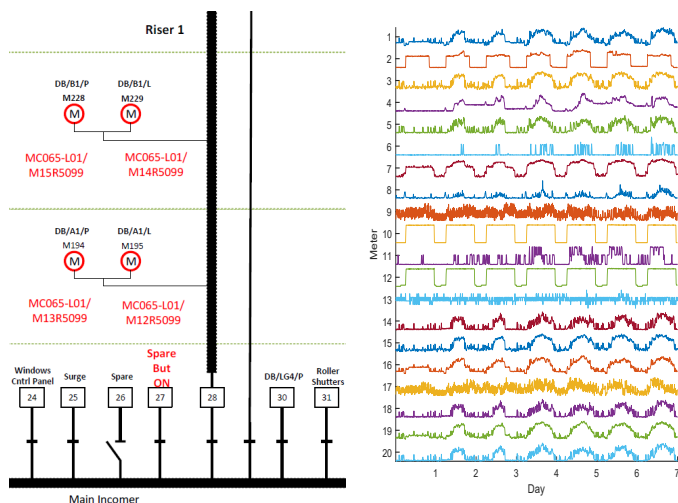 Riser 1
DB/B1/P
M228
M
DB/B1/L
M229
M
MC065-L01/
M15R5099
MC065-L01/
M14R5099
DB/A1/P
M194
M
DB/A1/L
M195
M
MC065-L01/
M13R5099
MC065-L01/
M12R5099
Windows
Cntrl Panel
24
Surge
25
Spare
26
Spare
But
ON
27
28
DB/LG4/P
30
Roller
Shutters
31
Main Incomer
Meter
1
2
3
4
5
6
7
8
9
10
11
12
13
14
15
16
17
18
19
20
1 2 3 4 5 6 7
Day